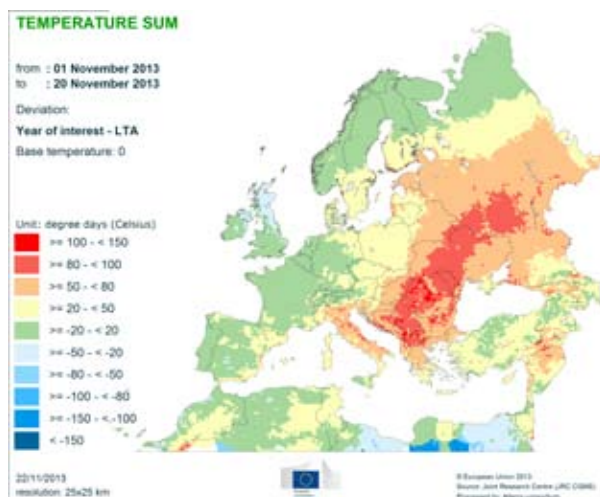 TEMPERATURE SUM
from : 01 November 2013
to : 20 November 2013
Deviation:
Year of interest - LTA
Base temperature: 0
Unit: degree days (Celsius)
>= 100 - < 150
>= 80 - < 100
>= 50 - < 80
>= 20 - < 50
>= -20 - < 20
>= -50 - < -20
>= -80 - < -50
>= -100 - < -80
>= -150 - < -100
< -150
22/11/2013
resolution: 25x25 km
© European Union 2013
Source: Joint Research Centre (JRC CGMS)